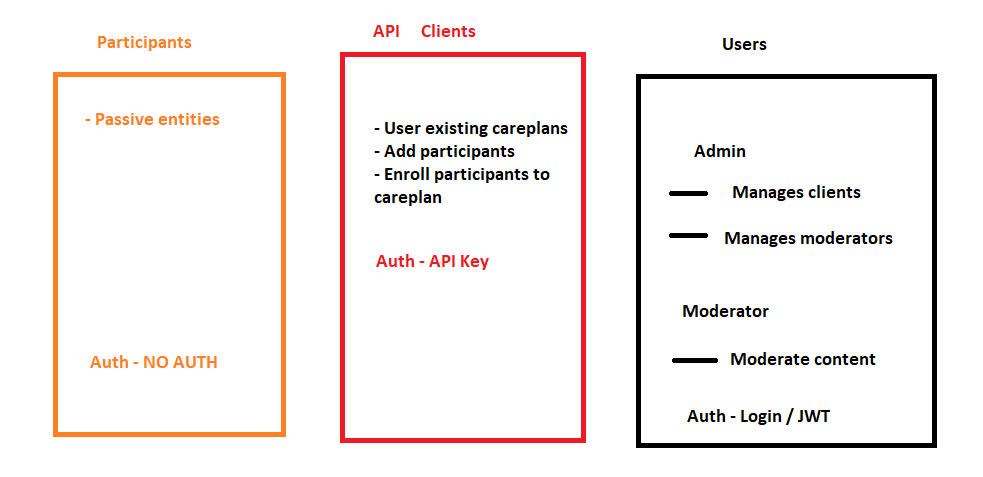 Participants
- Passive entities
Auth - NO AUTH
API Clients
- User existing careplans
- Add participants
- Enroll participants to
careplan
Auth - API Key
Users
Admin
Manages clients
Manages moderators
Moderator
Moderate content
Auth - Login / JWT